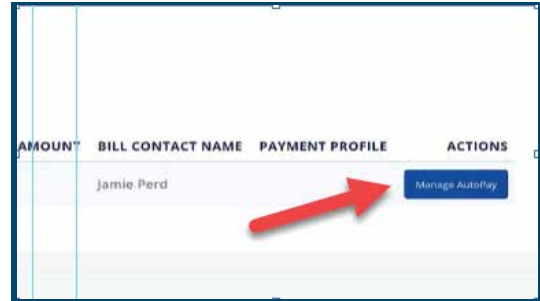 AMOUNT BILL CONTACT NAME PAYMENT PROFILE ACTIONS
Jamie Perd Manage AutoPay